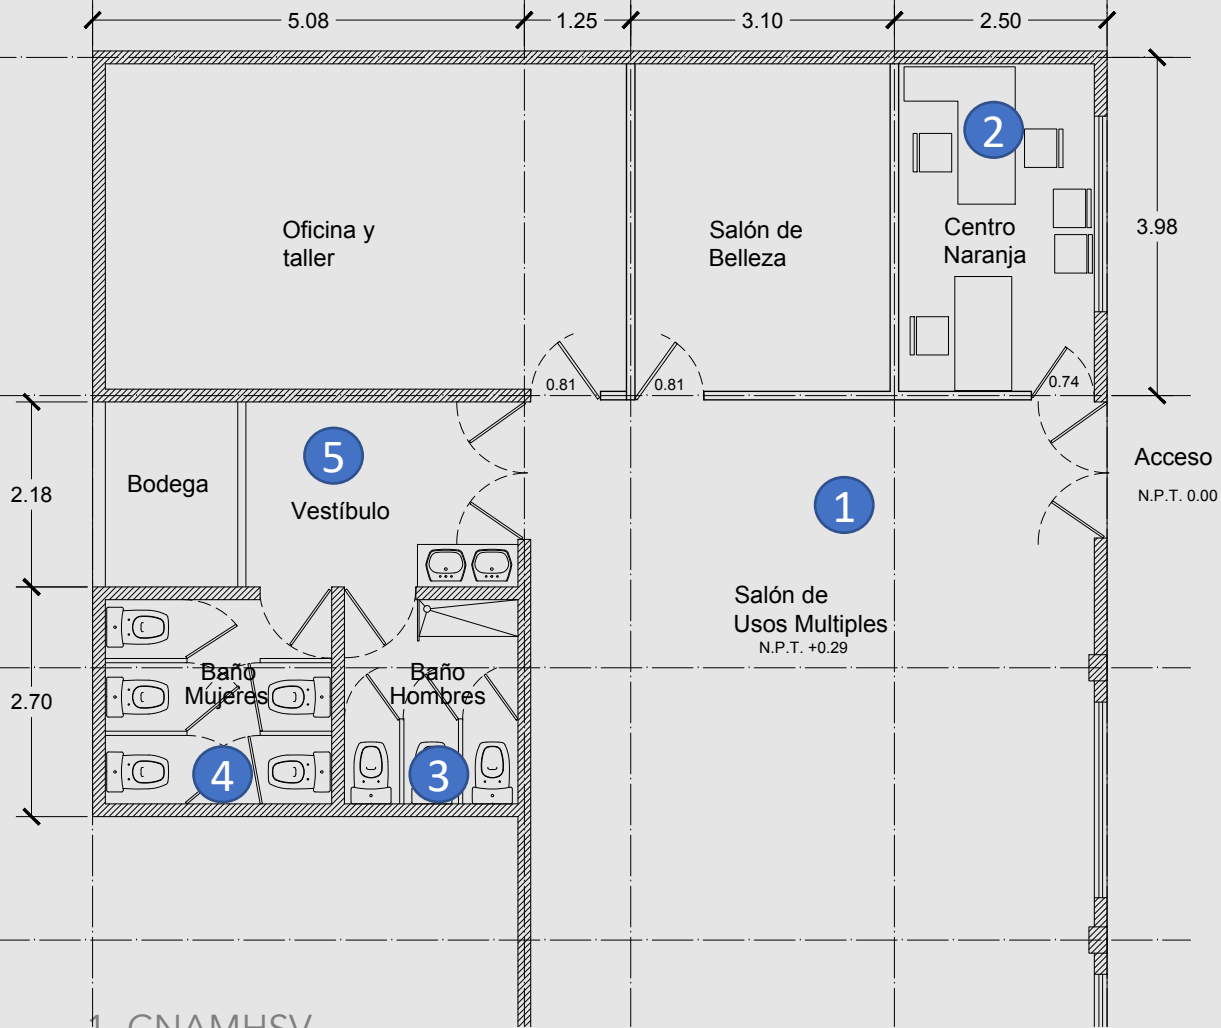 5.08
1.25
3.10
2.50
2
Oficina y
taller
Salón de
Belleza
Centro
Naranja
3.98
0.81
0.81
0.74
5
Bodega
Vestíbulo
2.18
1
Acceso
N.P.T. 0.00
Salón de
Usos Multiples
N.P.T. +0.29
Baño
Mujeres
Baño
Hombres
2.70
4
3
1. CNAMHSV